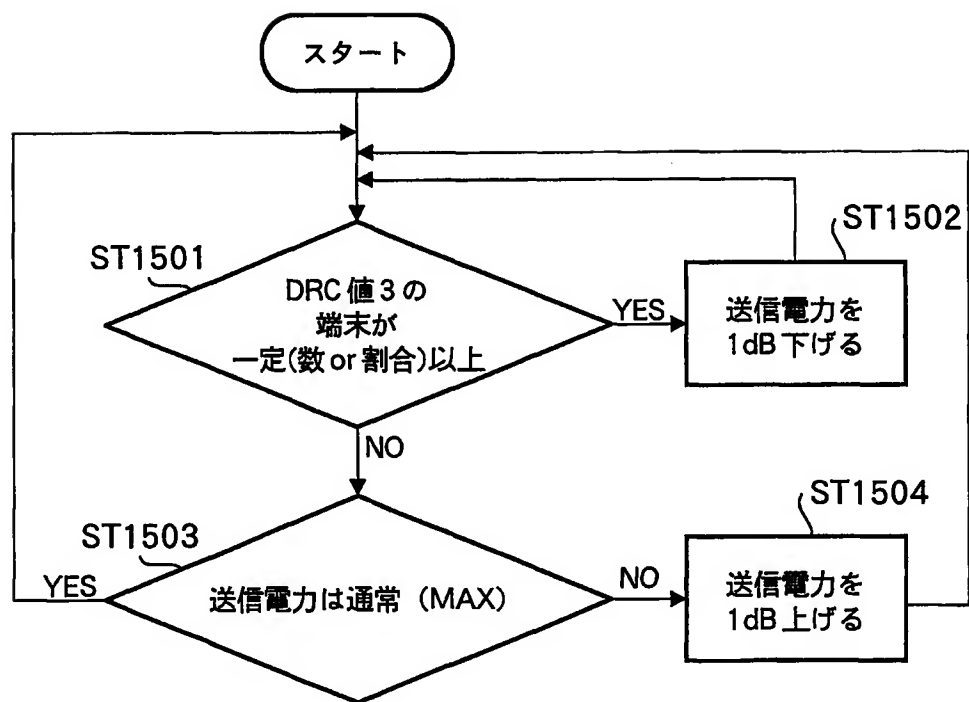 スタート
ST1501
DRC値3の
端末が
一定(数or割合)以上
YES
ST1502
送信電力を
1dB下げる
NO
ST1503
送信電力は通常（MAX）
YES
NO
ST1504
送信電力を
1dB上げる